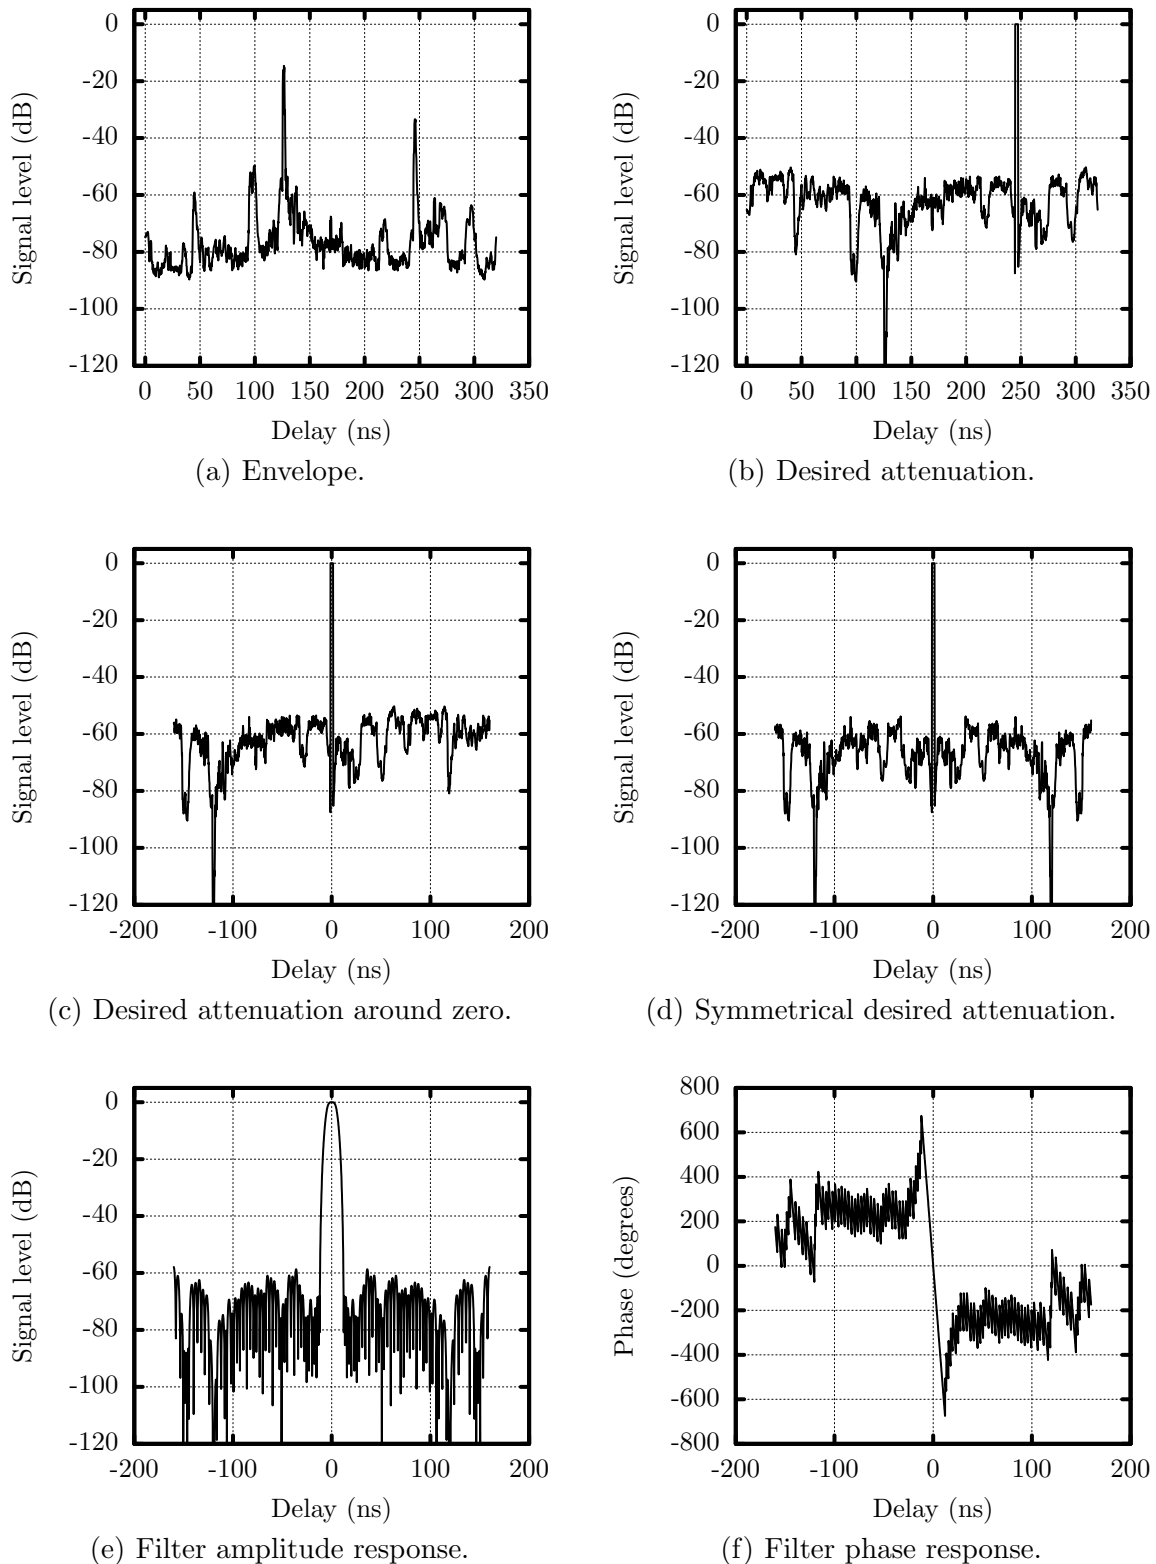 0
-20
-40
-60
-80
-100
-120
0 50 100 150 200 250 300 350
Signal level (dB)
Delay (ns)
(a) Envelope.
0
-20
-40
-60
-80
-100
-120
0 50 100 150 200 250 300 350
Signal level (dB)
Delay (ns)
(b) Desired attenuation.
0
-20
-40
-60
-80
-100
-120
-200 -100 0 100 200
Signal level (dB)
Delay (ns)
(c) Desired attenuation around zero.
0
-20
-40
-60
-80
-100
-120
-200 -100 0 100 200
Signal level (dB)
Delay (ns)
(d) Symmetrical desired attenuation.
0
-20
-40
-60
-80
-100
-120
-200 -100 0 100 200
Signal level (dB)
Delay (ns)
(e) Filter amplitude response.
800
600
400
200
0
-200
-400
-600
-800
-200 -100 0 100 200
Phase (degrees)
Delay (ns)
(f) Filter phase response.